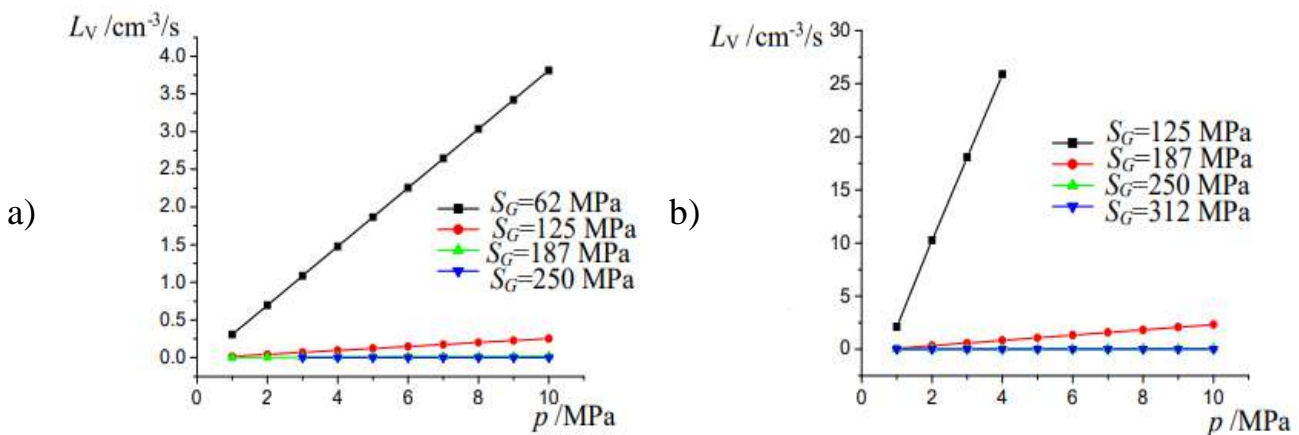 a)
L_V /cm⁻³/s
4.0
3.5
3.0
2.5
2.0
1.5
1.0
0.5
0.0
0 2 4 6 8 10
p /MPa
S_G=62 MPa
S_G=125 MPa
S_G=187 MPa
S_G=250 MPa
b)
L_V /cm⁻³/s
30
25
20
15
10
5
0
0 2 4 6 8 10
p /MPa
S_G=125 MPa
S_G=187 MPa
S_G=250 MPa
S_G=312 MPa